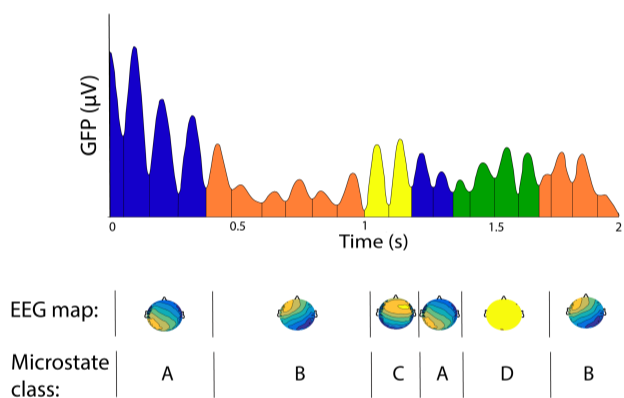 GFP (μV)
0 0.5 1 1.5 2
Time (s)
EEG map:
Microstate
class:
A B C A D B